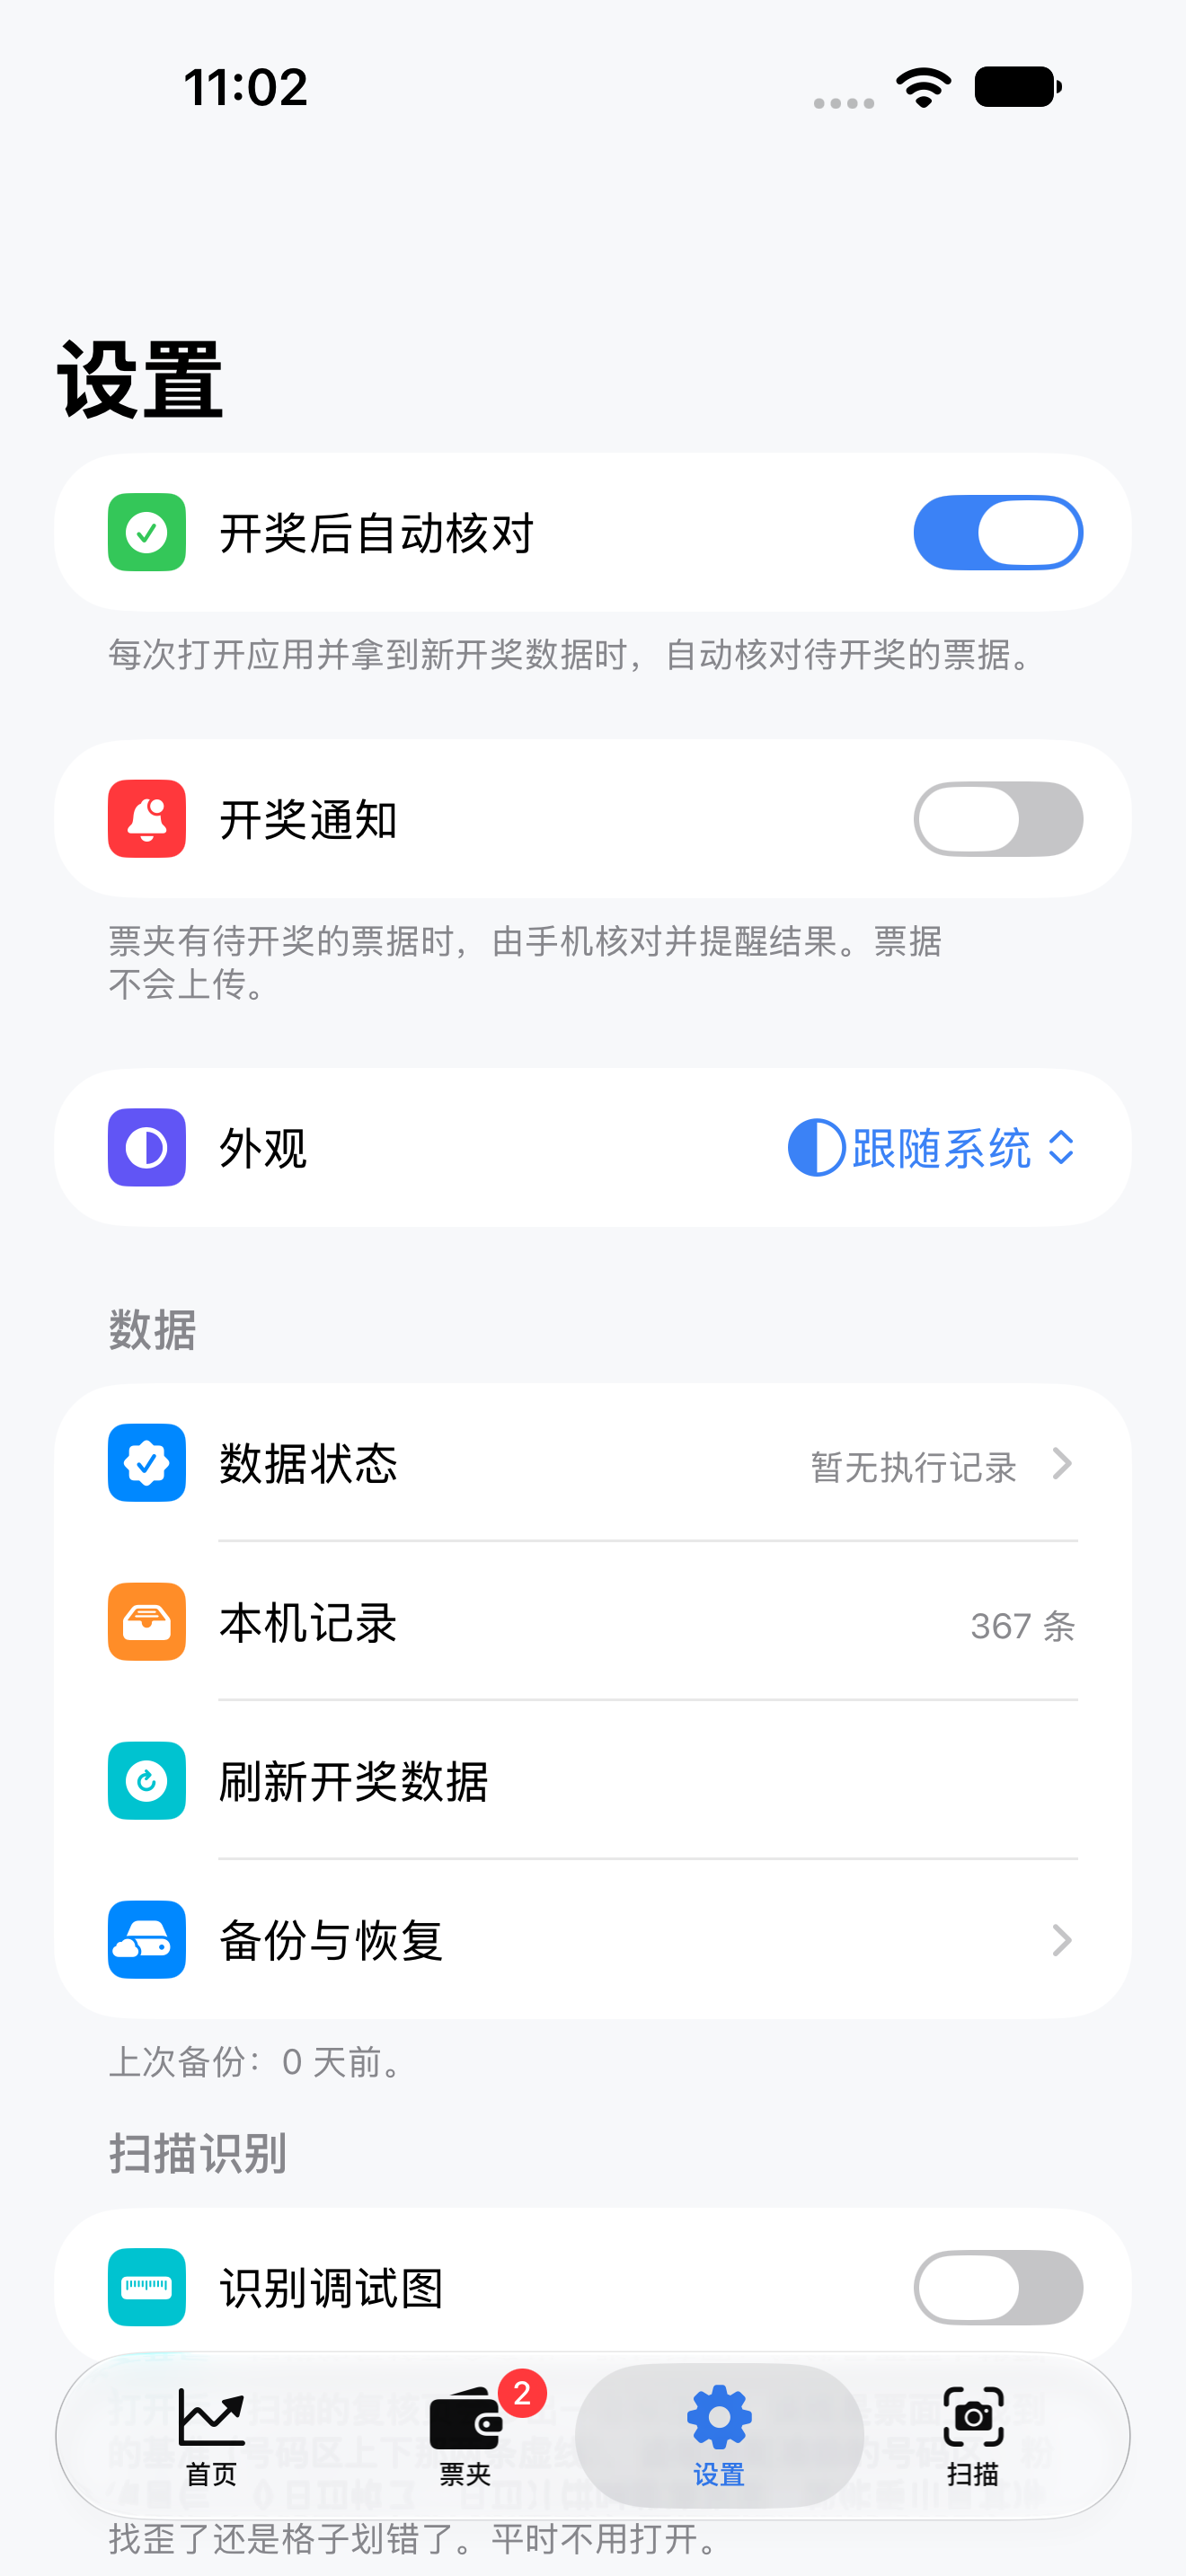 11:02
设置
开奖后自动核对
每次打开应用并拿到新开奖数据时，自动核对待开奖的票据。
开奖通知
票夹有待开奖的票据时，由手机核对并提醒结果。票据
不会上传。
外观
跟随系统
数据
数据状态
暂无执行记录
本机记录
367 条
刷新开奖数据
备份与恢复
上次备份：0 天前。
扫描识别
识别调试图
2
首页
票夹
设置
扫描
找歪了还是格子划错了。平时不用打开。